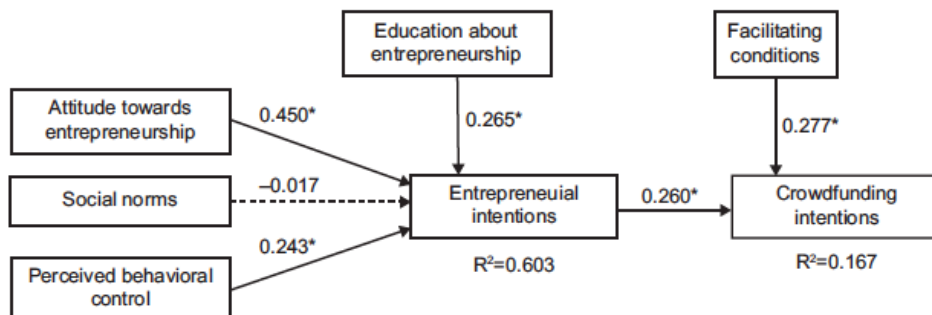 Education about
entrepreneurship
Facilitating
conditions
Attitude towards
entrepreneurship
0.450*
0.265*
0.277*
Social norms
–0.017
Entrepreneuial
intentions
0.260*
Crowdfunding
intentions
0.243*
Perceived behavioral
control
R²=0.603
R²=0.167